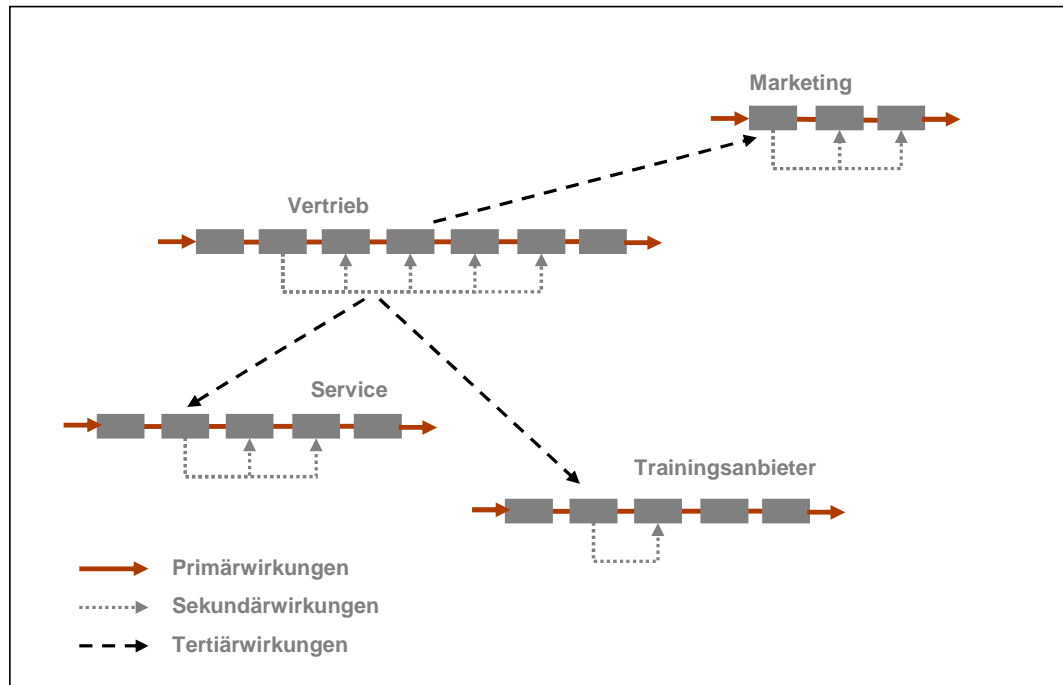 Marketing
Vertrieb
Service
Trainingsanbieter
Primärwirkungen
Sekundärwirkungen
Tertiärwirkungen